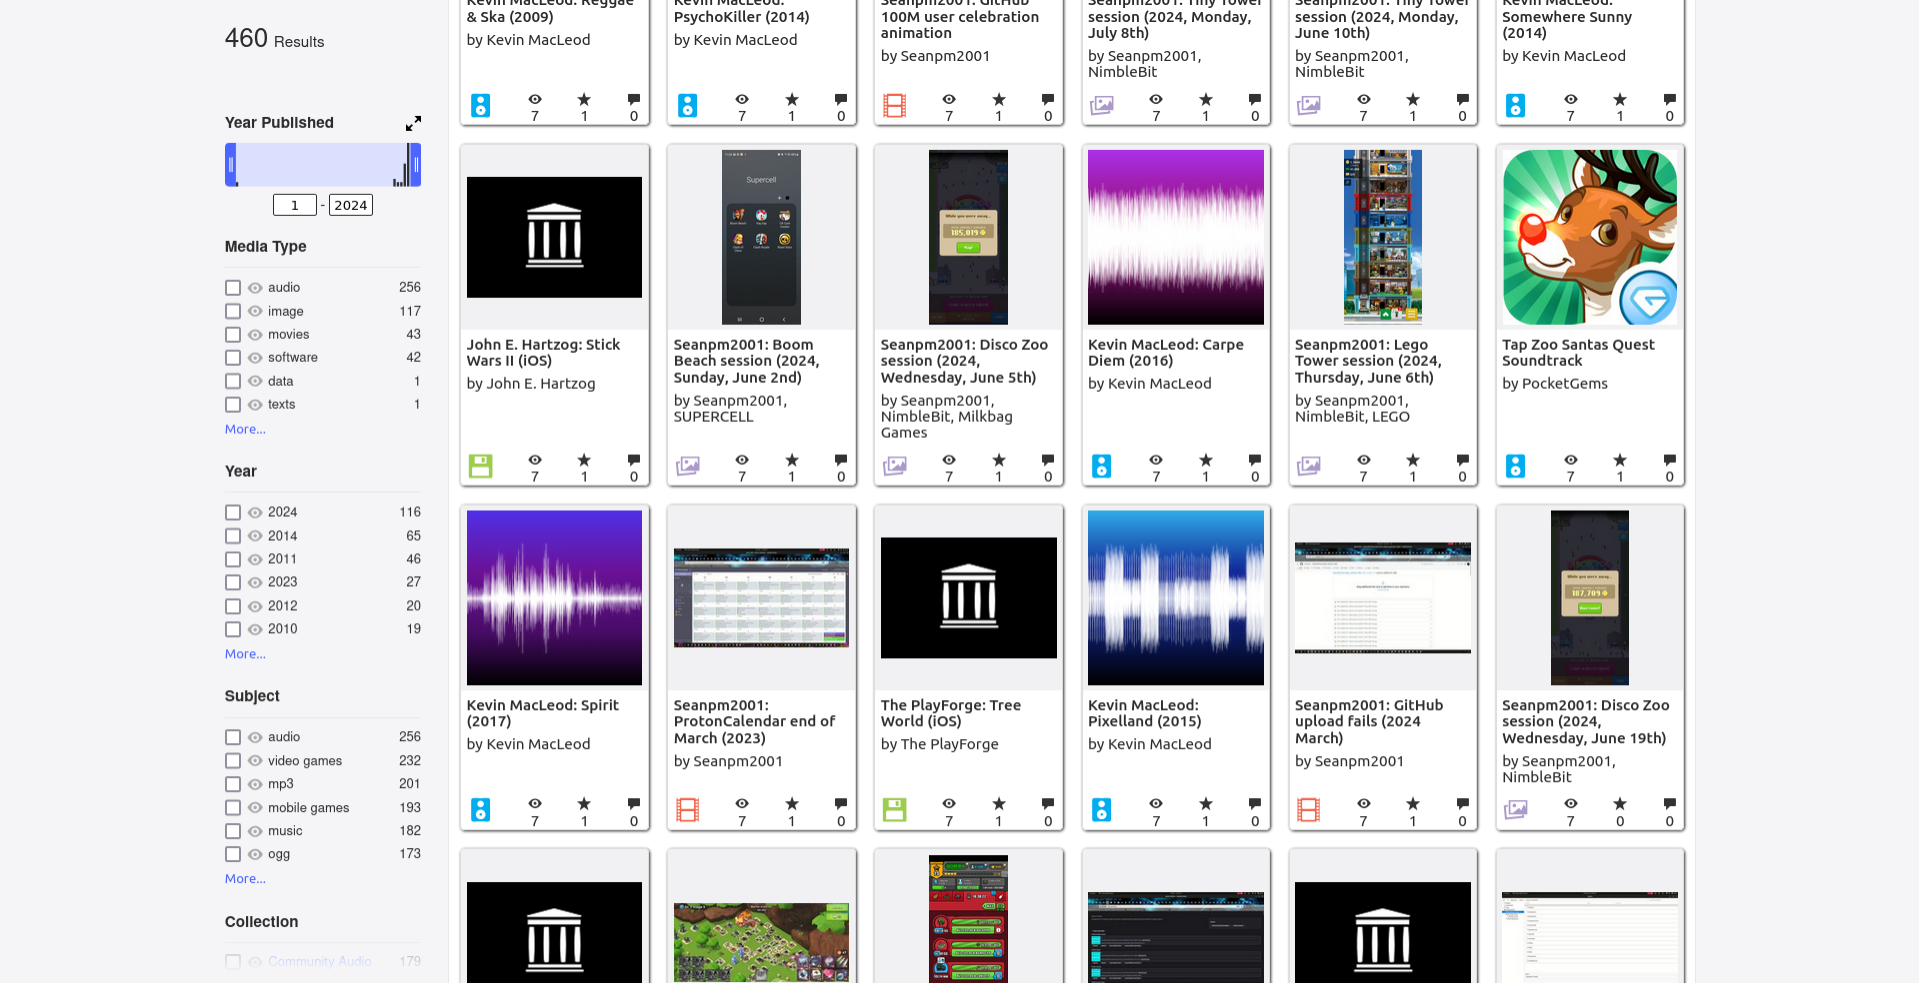 460 Results
Year Published
1 - 2024
Media Type
audio 256
image 117
movies 43
software 42
data 1
texts 1
More...
Year
2024 116
2014 65
2011 46
2023 27
2012 20
2010 19
More...
Subject
audio 256
video games 232
mp3 201
mobile games 193
music 182
ogg 173
More...
Collection
Community Audio 179
Kevin MacLeod: Reggae
& Ska (2009)
by Kevin MacLeod
7 1 0
Kevin MacLeod:
PsychoKiller (2014)
by Kevin MacLeod
7 1 0
Seanpm2001: GitHub
100M user celebration
animation
by Seanpm2001
7 1 0
Seanpm2001: Tiny Tower
session (2024, Monday,
July 8th)
by Seanpm2001,
NimbleBit
7 1 0
Seanpm2001: Tiny Tower
session (2024, Monday,
June 10th)
by Seanpm2001,
NimbleBit
7 1 0
Kevin MacLeod:
Somewhere Sunny
(2014)
by Kevin MacLeod
7 1 0
John E. Hartzog: Stick
Wars II (iOS)
by John E. Hartzog
7 1 0
Supercell
Seanpm2001: Boom
Beach session (2024,
Sunday, June 2nd)
by Seanpm2001,
SUPERCELL
7 1 0
While you were away...
185,019
Seanpm2001: Disco Zoo
session (2024,
Wednesday, June 5th)
by Seanpm2001,
NimbleBit, Milkbag
Games
7 1 0
Kevin MacLeod: Carpe
Diem (2016)
by Kevin MacLeod
7 1 0
Seanpm2001: Lego
Tower session (2024,
Thursday, June 6th)
by Seanpm2001,
NimbleBit, LEGO
7 1 0
Tap Zoo Santas Quest
Soundtrack
by PocketGems
7 1 0
Kevin MacLeod: Spirit
(2017)
by Kevin MacLeod
7 1 0
Seanpm2001:
ProtonCalendar end of
March (2023)
by Seanpm2001
7 1 0
The PlayForge: Tree
World (iOS)
by The PlayForge
7 1 0
Kevin MacLeod:
Pixelland (2015)
by Kevin MacLeod
7 1 0
Seanpm2001: GitHub
upload fails (2024
March)
by Seanpm2001
7 1 0
While you were away...
187,709
Seanpm2001: Disco Zoo
session (2024,
Wednesday, June 19th)
by Seanpm2001,
NimbleBit
7 0 0